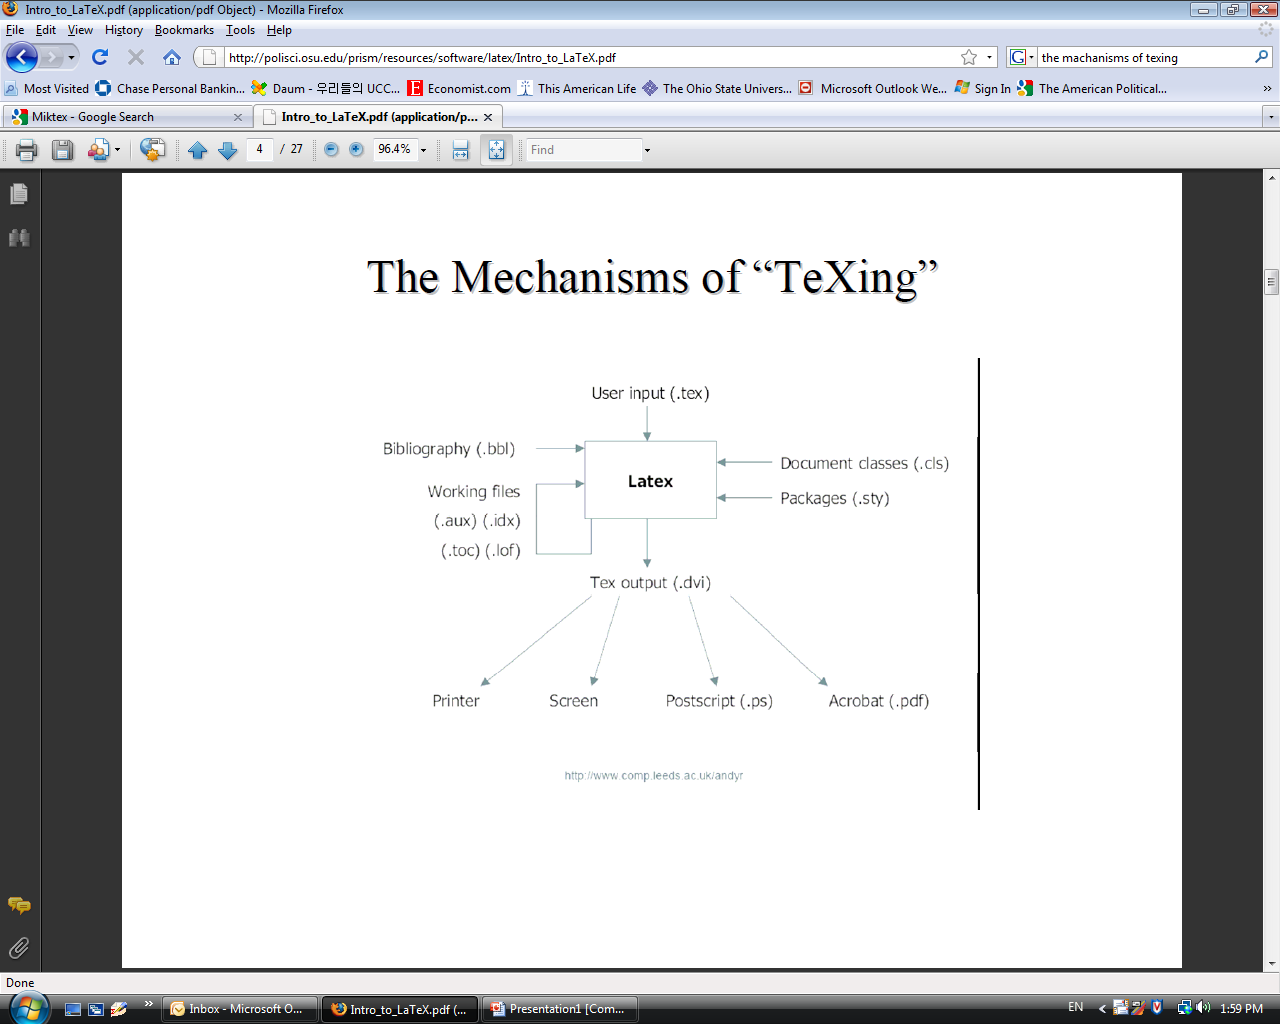 Intro_to_LaTeX.pdf (application/pdf Object) - Mozilla Firefox
File Edit View History Bookmarks Tools Help
http://polisci.osu.edu/prism/resources/software/latex/Intro_to_LaTeX.pdf
G the machanisms of texing
Most Visited Chase Personal Bankin... Daum - 우리들의 UCC... Economist.com This American Life The Ohio State Univers... Microsoft Outlook We... Sign In The American Political... »
Miktex - Google Search Intro_to_LaTeX.pdf (application/p...
4 / 27 96.4% Find
The Mechanisms of “TeXing”
User input (.tex)
Bibliography (.bbl)
Document classes (.cls)
Latex
Working files
Packages (.sty)
(.aux) (.idx)
(.toc) (.lof)
Tex output (.dvi)
Printer Screen Postscript (.ps) Acrobat (.pdf)
http://www.comp.leeds.ac.uk/andyr
Done
» Inbox - Microsoft O... Intro_to_LaTeX.pdf (... Presentation1 [Com... EN 1:59 PM